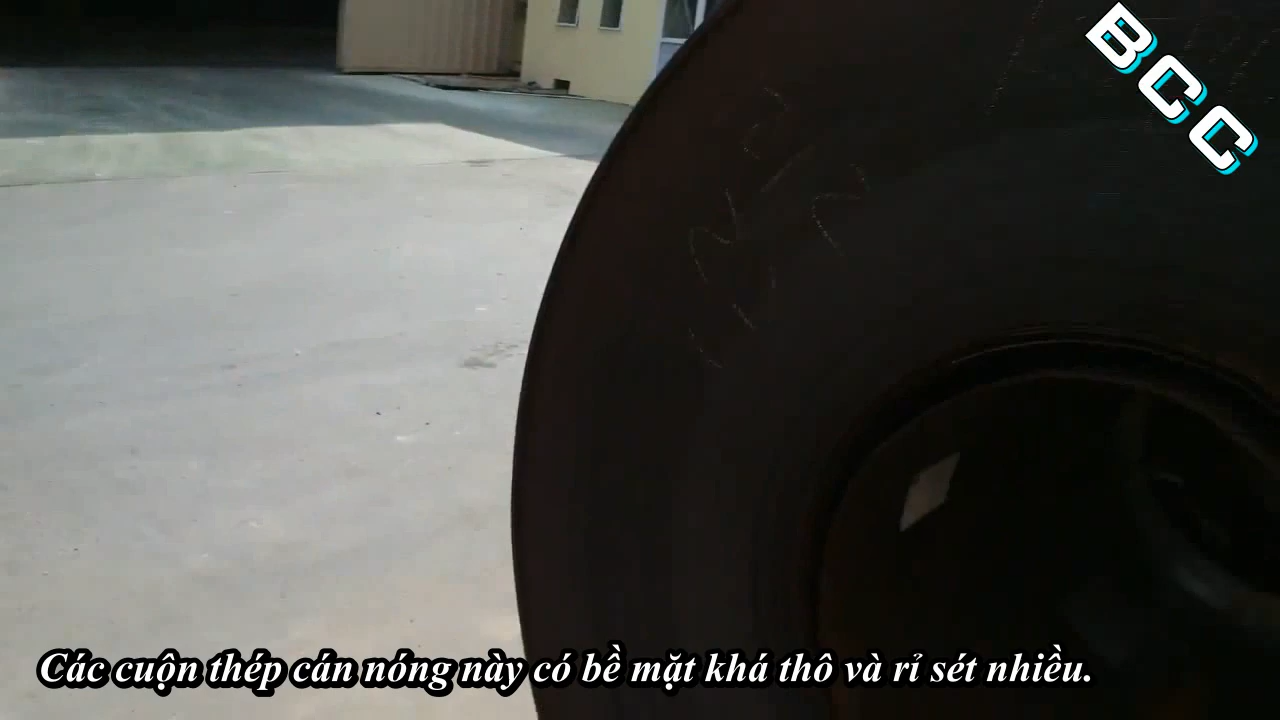 BCC
Các cuộn thép cán nóng này có bề mặt khá thô và rỉ sét nhiều.